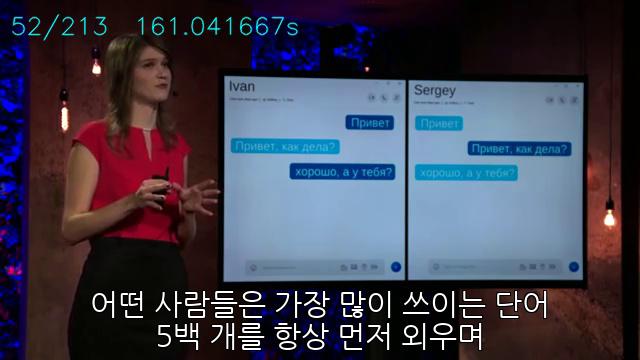 52/213 161.041667s
Ivan
Привет
Привет, как дела?
хорошо, а у тебя?
Sergey
Привет
Привет, как дела?
хорошо, а у тебя?
어떤 사람들은 가장 많이 쓰이는 단어
5백 개를 항상 먼저 외우며